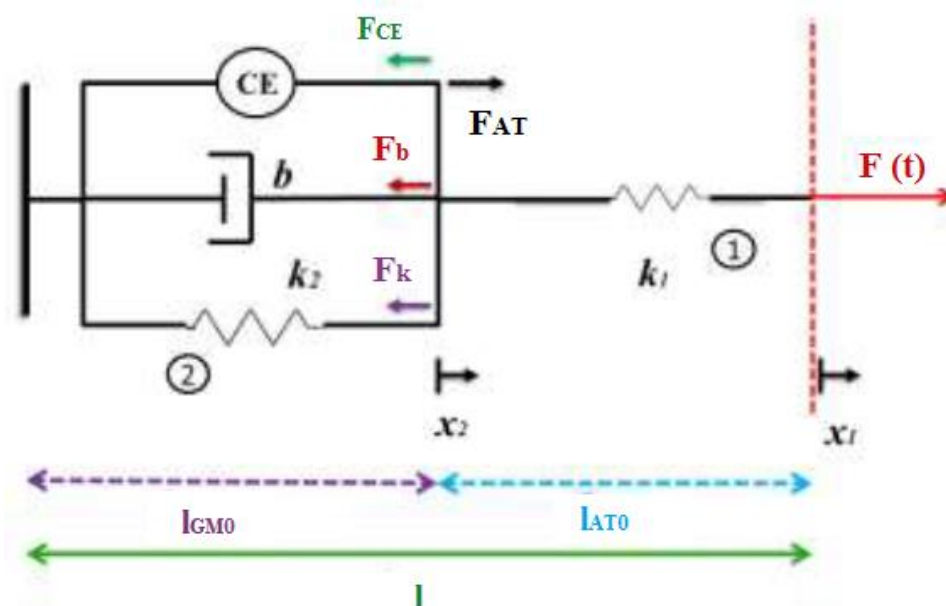 FCE
CE
FAT
Fb
b
F (t)
Fk
k2
k1
①
②
x2
x1
lGM0
lAT0
l